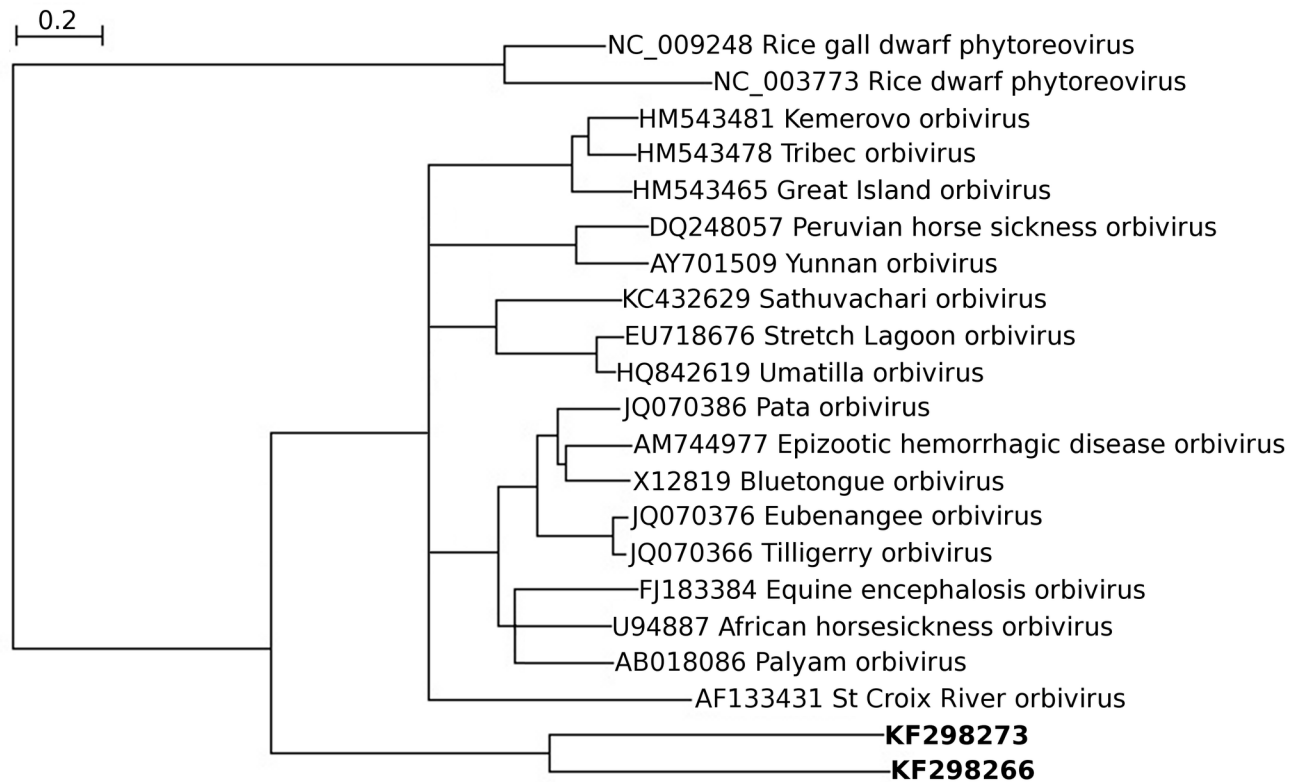 0.2
NC_009248 Rice gall dwarf phytoreovirus
NC_003773 Rice dwarf phytoreovirus
HM543481 Kemerovo orbivirus
HM543478 Tribec orbivirus
HM543465 Great Island orbivirus
DQ248057 Peruvian horse sickness orbivirus
AY701509 Yunnan orbivirus
KC432629 Sathuvachari orbivirus
EU718676 Stretch Lagoon orbivirus
HQ842619 Umatilla orbivirus
JQ070386 Pata orbivirus
AM744977 Epizootic hemorrhagic disease orbivirus
X12819 Bluetongue orbivirus
JQ070376 Eubenangee orbivirus
JQ070366 Tilligerry orbivirus
FJ183384 Equine encephalosis orbivirus
U94887 African horsesickness orbivirus
AB018086 Palyam orbivirus
AF133431 St Croix River orbivirus
KF298273
KF298266